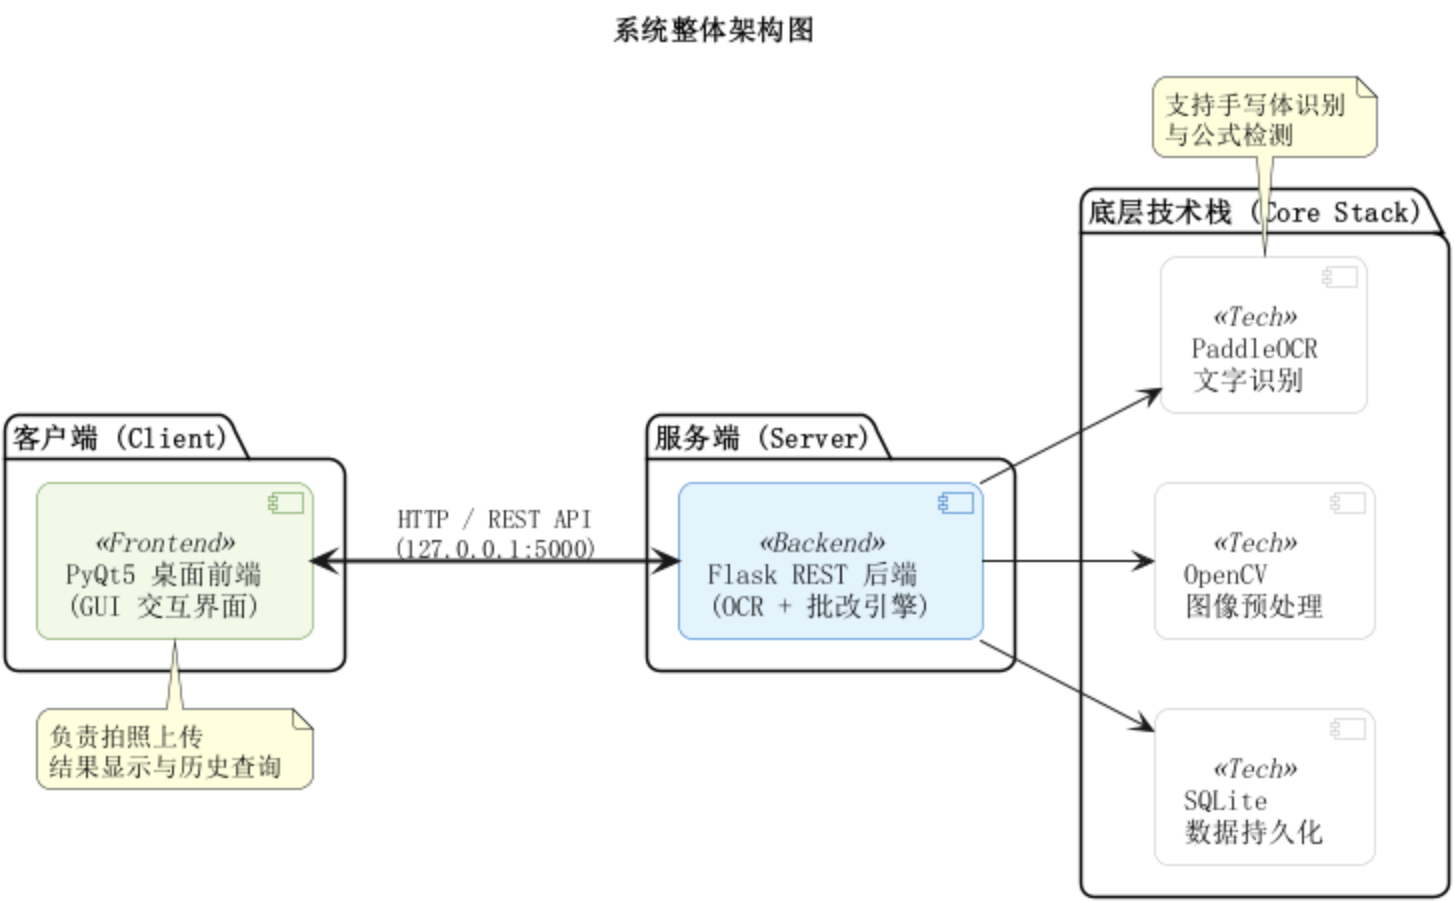 系统整体架构图
支持手写体识别
与公式检测
底层技术栈 (Core Stack)
«Tech»
PaddleOCR
文字识别
客户端 (Client)
«Frontend»
PyQt5 桌面前端
(GUI 交互界面)
HTTP / REST API
(127.0.0.1:5000)
服务端 (Server)
«Backend»
Flask REST 后端
(OCR + 批改引擎)
«Tech»
OpenCV
图像预处理
负责拍照上传
结果显示与历史查询
«Tech»
SQLite
数据持久化